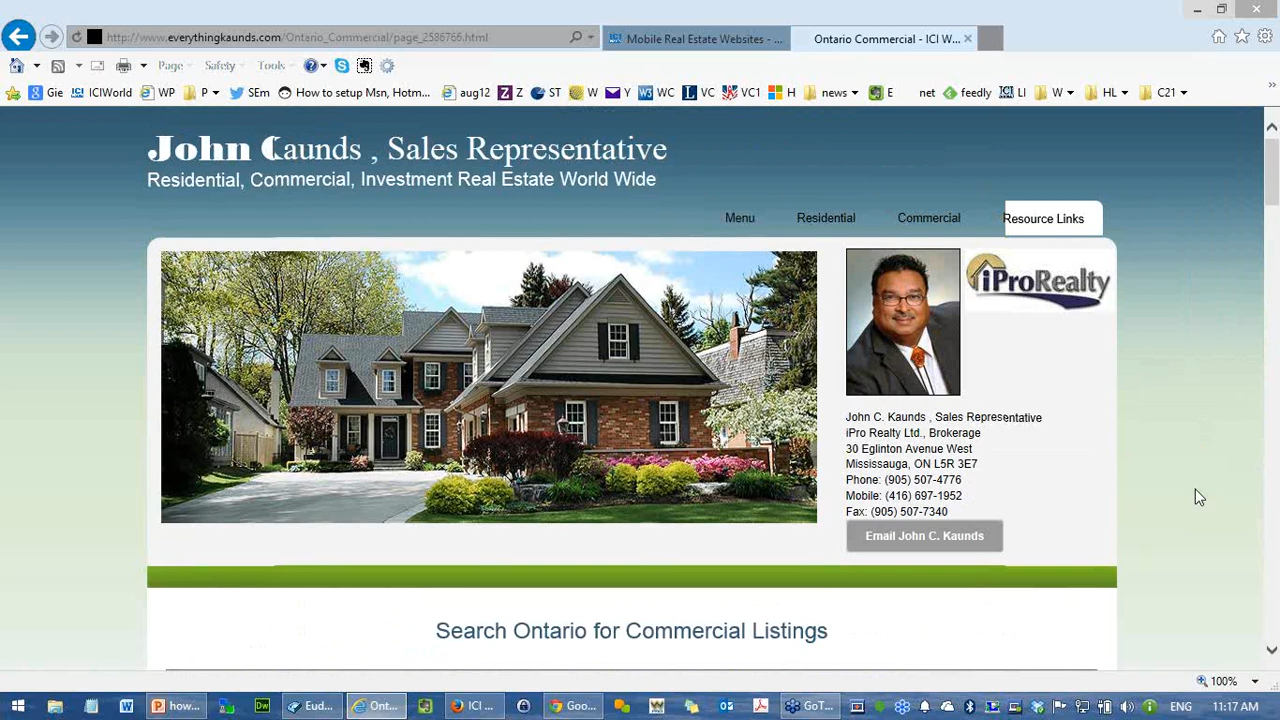 http://www.everythingkaunds.com/Ontario_Commercial/page_2586766.html
Mobile Real Estate Websites - ...
Ontario Commercial - ICI W...
Page
Safety
Tools
Gie
ICIWorld
WP
P
SEm
How to setup Msn, Hotm...
aug12
Z
ST
W
Y
WC
VC
VC1
H
news
E
net
feedly
LI
W
HL
C21
John Kaunds , Sales Representative
Residential, Commercial, Investment Real Estate World Wide
Menu
Residential
Commercial
Resource Links
iProRealty
John C. Kaunds , Sales Representative
iPro Realty Ltd., Brokerage
30 Eglinton Avenue West
Mississauga, ON L5R 3E7
Phone: (905) 507-4776
Mobile: (416) 697-1952
Fax: (905) 507-7340
Email John C. Kaunds
Search Ontario for Commercial Listings
100%
how...
Eud...
Ont...
ICI ...
Goo...
GoT...
ENG
11:17 AM